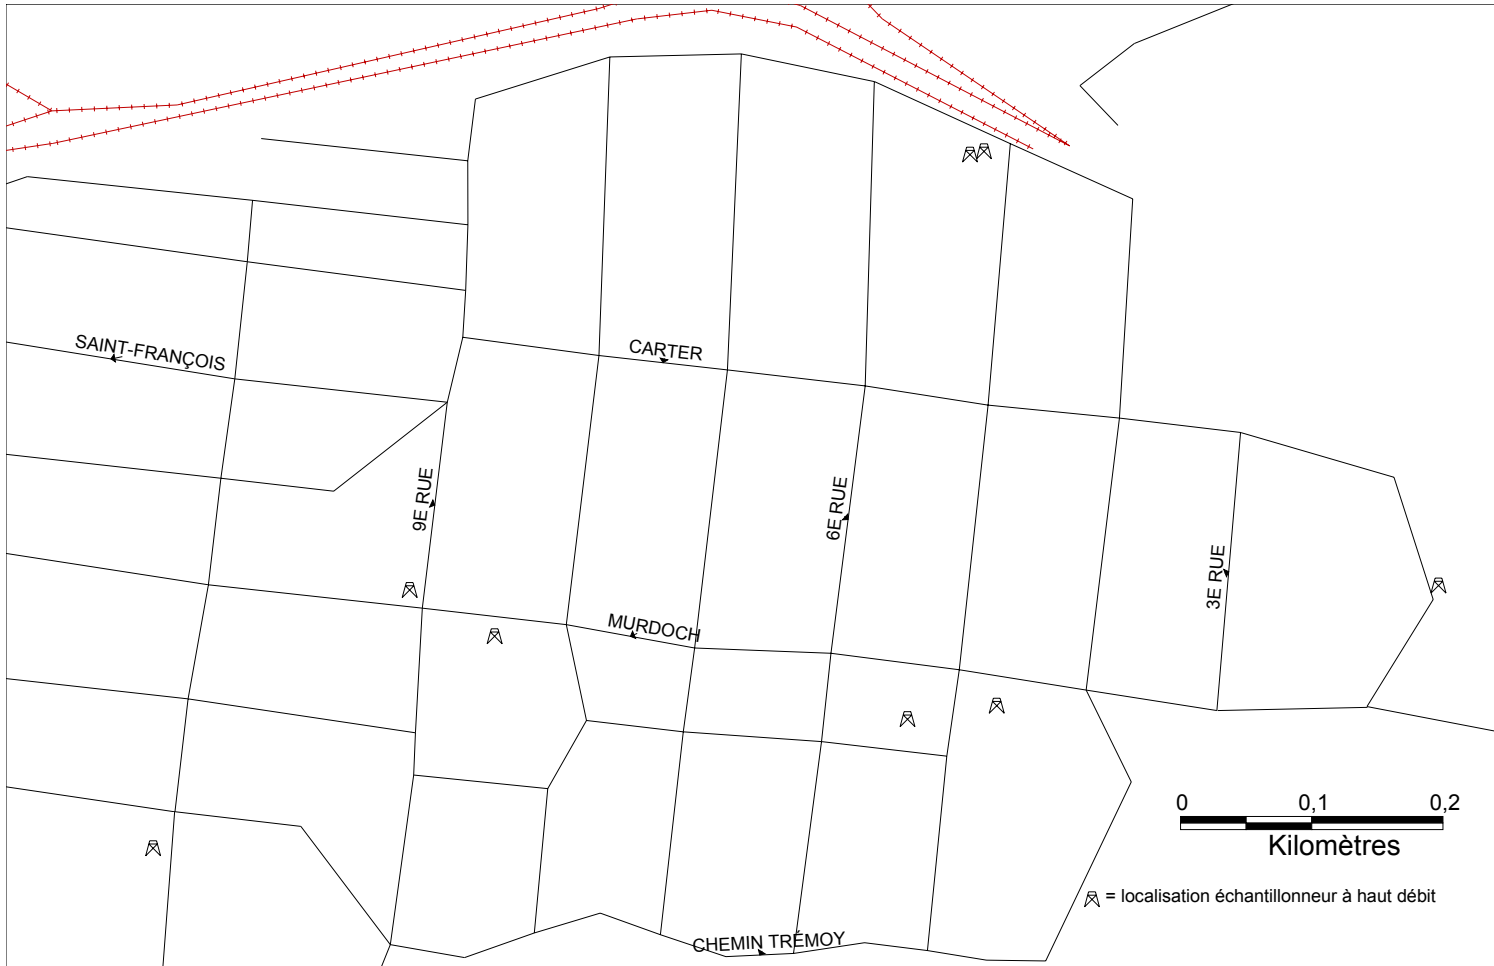 SAINT-FRANÇOIS
CARTER
9E RUE
6E RUE
3E RUE
MURDOCH
0 0,1 0,2
Kilomètres
= localisation échantillonneur à haut débit
CHEMIN TRÉMOY